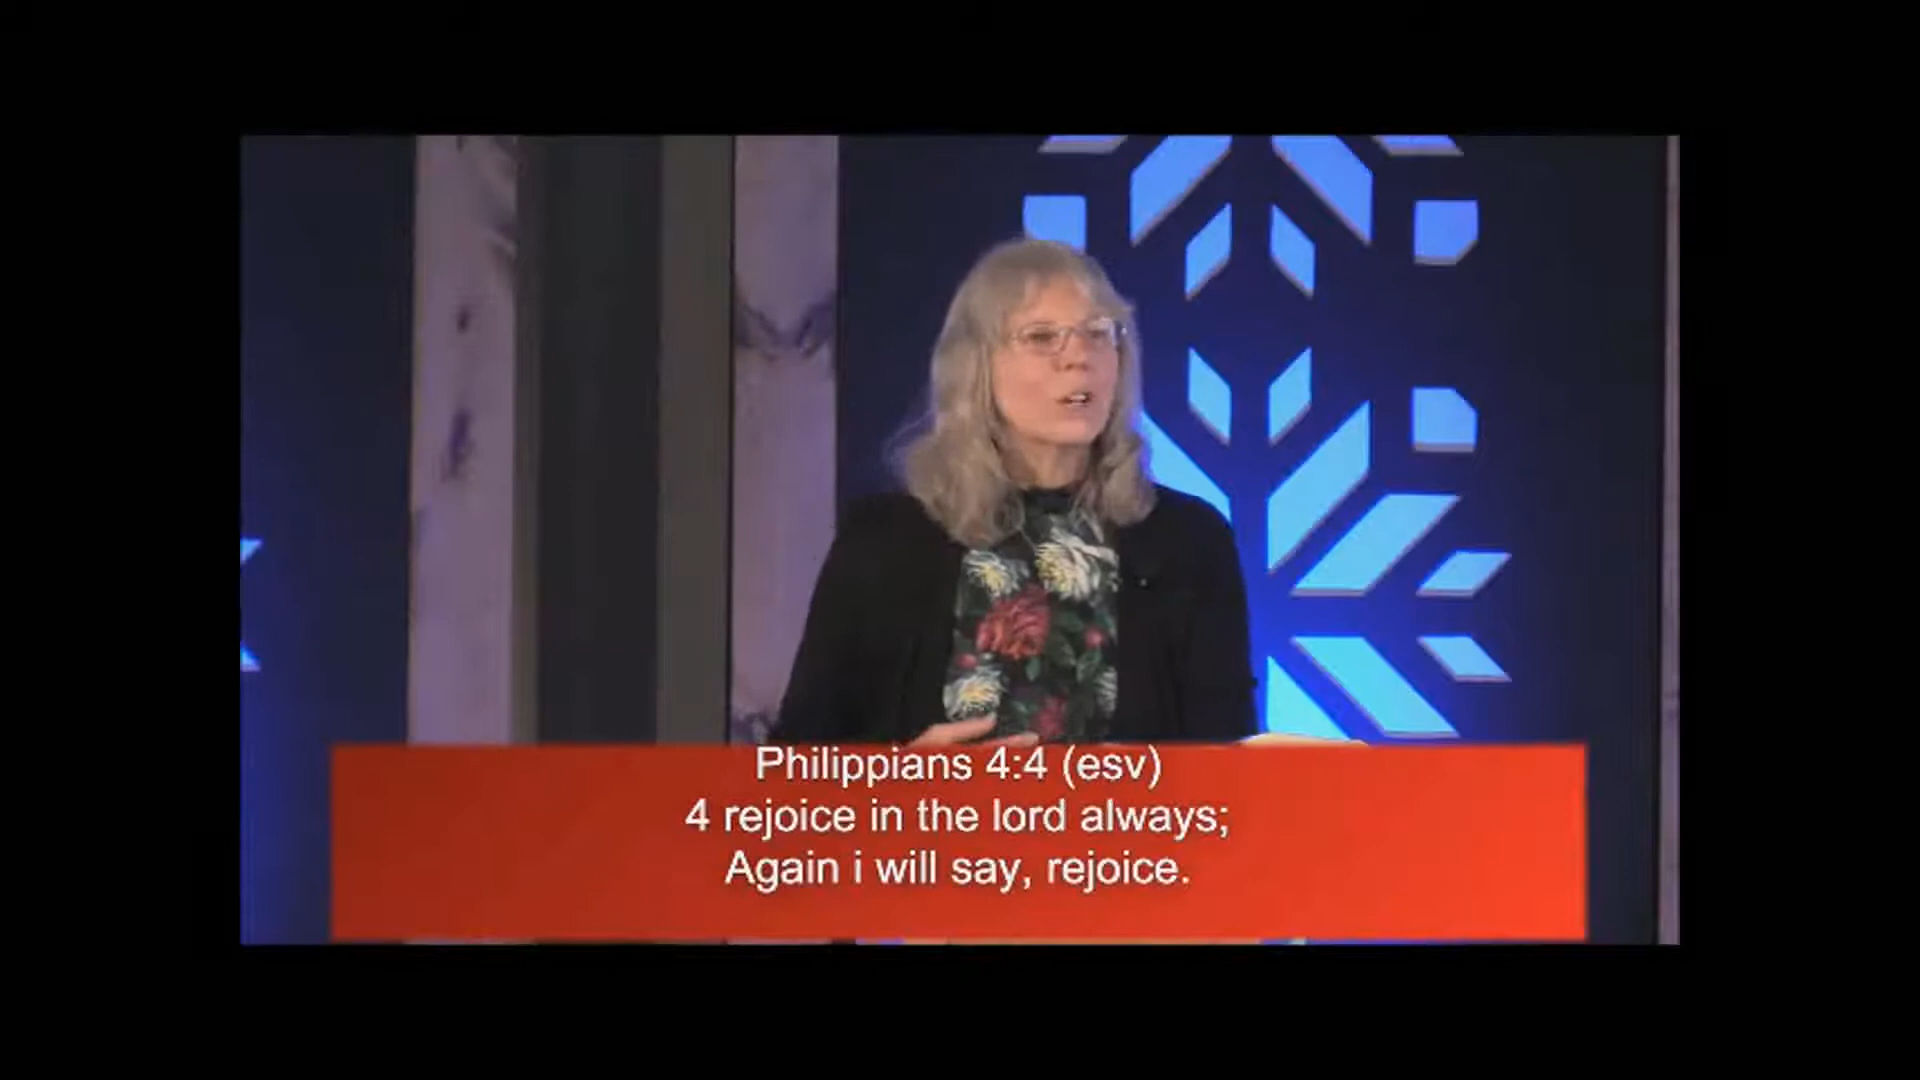 Philippians 4:4 (esv)
4 rejoice in the lord always;
Again i will say, rejoice.